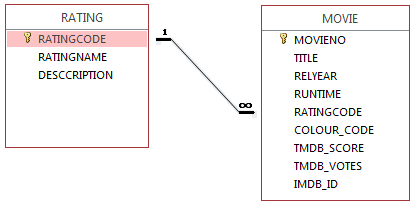 RATING
RATINGCODE
RATINGNAME
DESCCRIPTION
1
∞
MOVIE
MOVIENO
TITLE
RELYEAR
RUNTIME
RATINGCODE
COLOUR_CODE
TMDB_SCORE
TMDB_VOTES
IMDB_ID